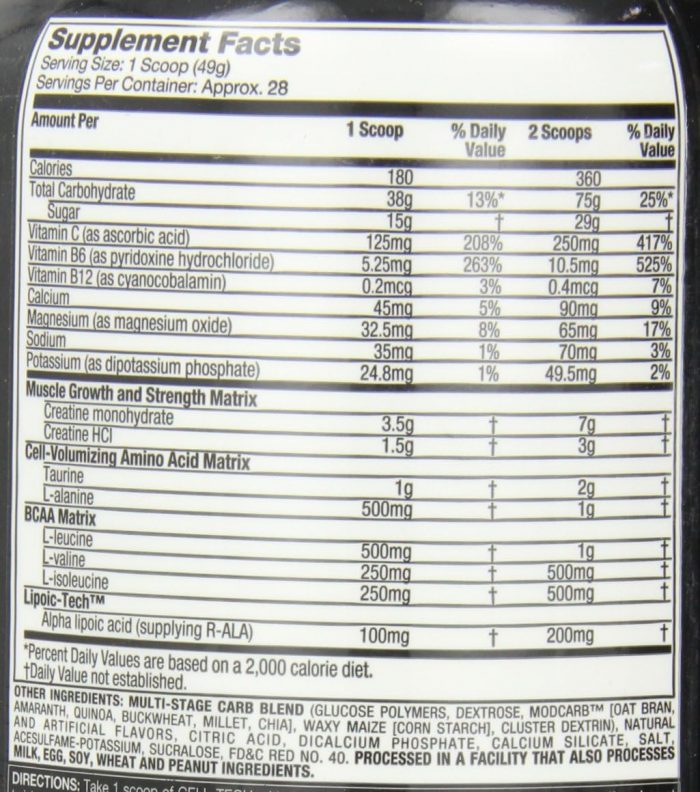 Supplement Facts
Serving Size: 1 Scoop (49g)
Servings Per Container: Approx. 28
Amount Per 1 Scoop % Daily Value 2 Scoops % Daily Value
Calories 180 360
Total Carbohydrate 38g 13%* 75g 25%*
Sugar 15g † 29g †
Vitamin C (as ascorbic acid) 125mg 208% 250mg 417%
Vitamin B6 (as pyridoxine hydrochloride) 5.25mg 263% 10.5mg 525%
Vitamin B12 (as cyanocobalamin) 0.2mcg 3% 0.4mcg 7%
Calcium 45mg 5% 90mg 9%
Magnesium (as magnesium oxide) 32.5mg 8% 65mg 17%
Sodium 35mg 1% 70mg 3%
Potassium (as dipotassium phosphate) 24.8mg 1% 49.5mg 2%
Muscle Growth and Strength Matrix
Creatine monohydrate 3.5g † 7g †
Creatine HCl 1.5g † 3g †
Cell-Volumizing Amino Acid Matrix
Taurine 1g † 2g †
L-alanine 500mg † 1g †
BCAA Matrix
L-leucine 500mg † 1g †
L-valine 250mg † 500mg †
L-isoleucine 250mg † 500mg †
Lipoic-Tech™
Alpha lipoic acid (supplying R-ALA) 100mg † 200mg †
*Percent Daily Values are based on a 2,000 calorie diet.
†Daily Value not established.
OTHER INGREDIENTS: MULTI-STAGE CARB BLEND (GLUCOSE POLYMERS, DEXTROSE, MODCARB™ [OAT BRAN,
AMARANTH, QUINOA, BUCKWHEAT, MILLET, CHIA], WAXY MAIZE [CORN STARCH], CLUSTER DEXTRIN), NATURAL
AND ARTIFICIAL FLAVORS, CITRIC ACID, DICALCIUM PHOSPHATE, CALCIUM SILICATE, SALT,
ACESULFAME-POTASSIUM, SUCRALOSE, FD&C RED NO. 40. PROCESSED IN A FACILITY THAT ALSO PROCESSES
MILK, EGG, SOY, WHEAT AND PEANUT INGREDIENTS.
DIRECTIONS: Take 1 scoop of